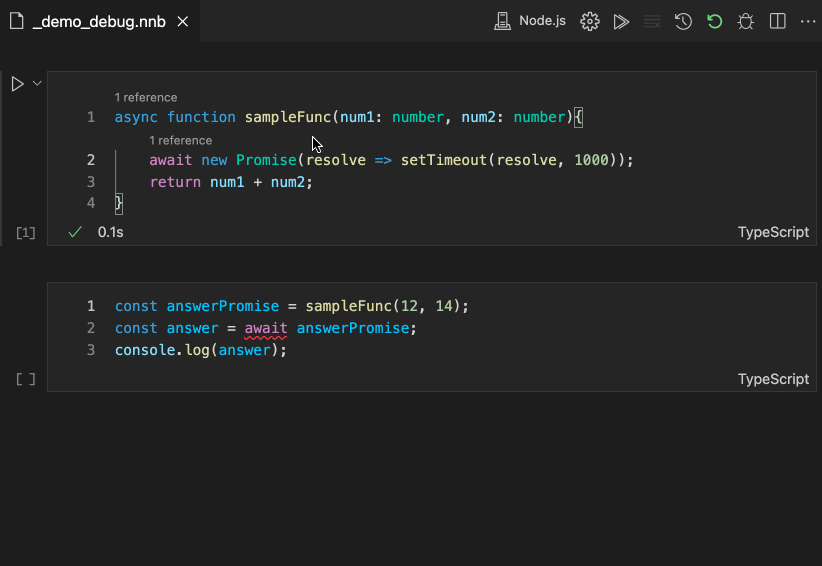 _demo_debug.nnb
Node.js
1 reference
1 async function sampleFunc(num1: number, num2: number){
1 reference
2 await new Promise(resolve => setTimeout(resolve, 1000));
3 return num1 + num2;
4 }
[1] 0.1s TypeScript
1 const answerPromise = sampleFunc(12, 14);
2 const answer = await answerPromise;
3 console.log(answer);
[ ] TypeScript